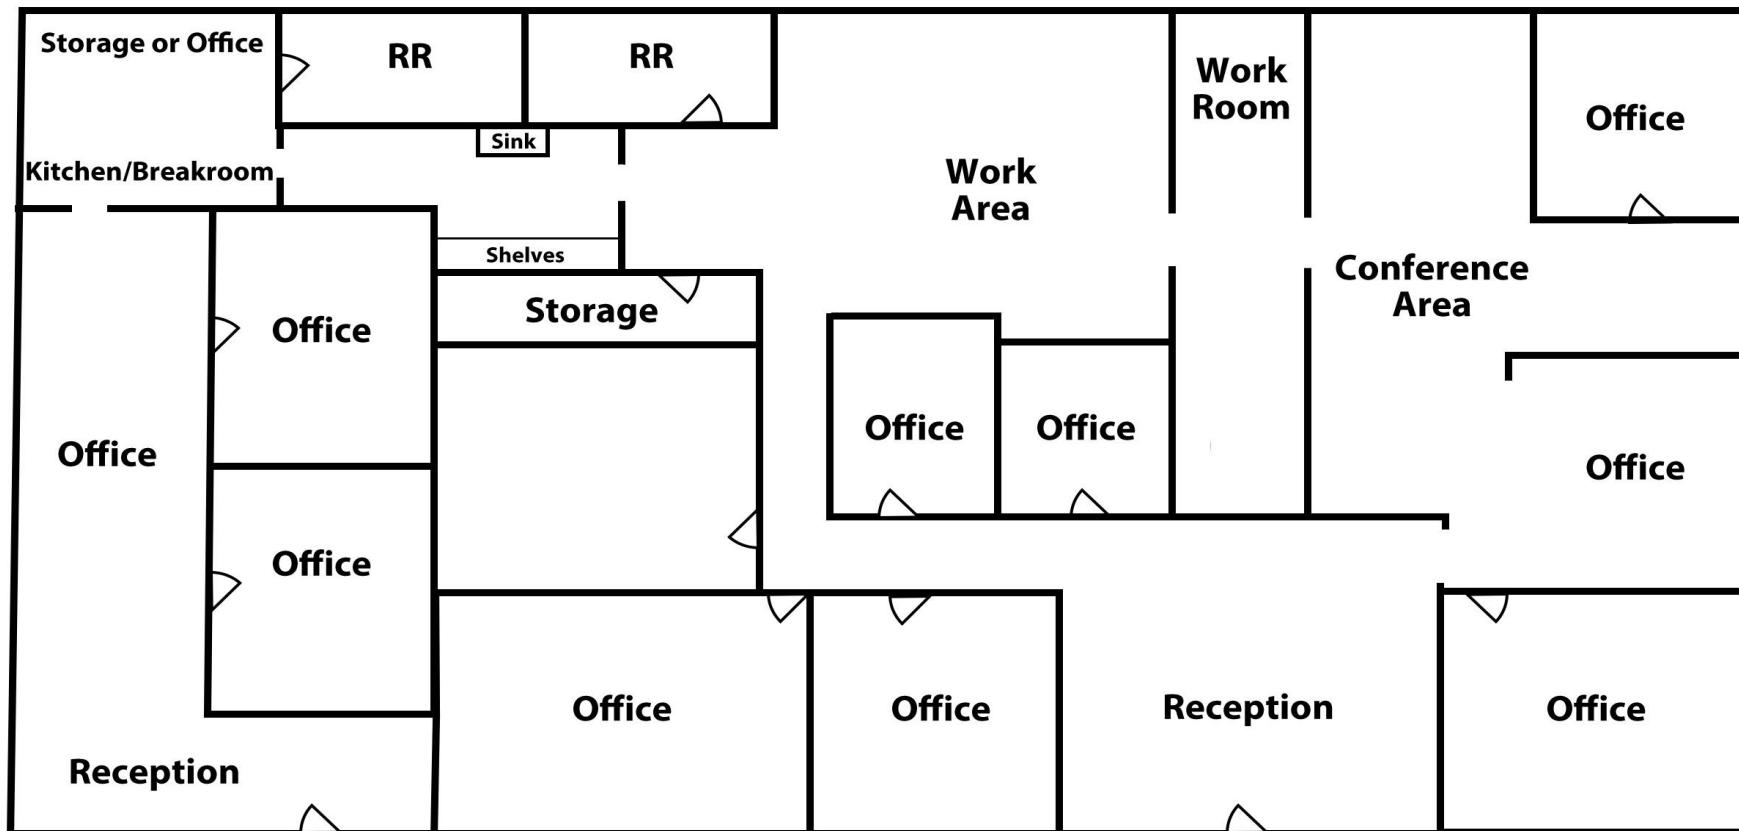 Storage or Office
RR
RR
Work
Room
Office
Sink
Kitchen/Breakroom
Work
Area
Shelves
Conference
Area
Storage
Office
Office
Office
Office
Office
Office
Office
Office
Reception
Office
Office
Reception